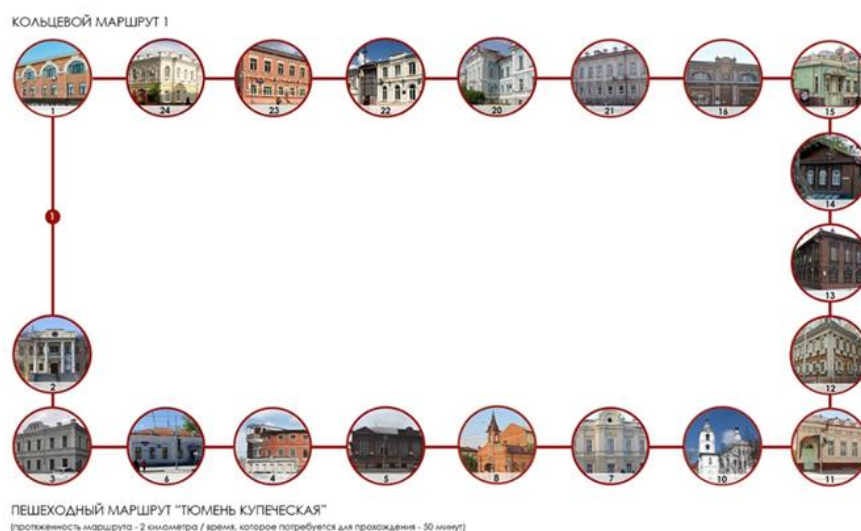 КОЛЬЦЕВОЙ МАРШРУТ 1
1 24 23 22 20 21 16 15
14
1
13
2 12
3 6 4 5 8 7 10 11
ПЕШЕХОДНЫЙ МАРШРУТ "ТЮМЕНЬ КУПЕЧЕСКАЯ"
(протяженность маршрута - 2 километра / время, которое потребуется для прохождения - 50 минут)